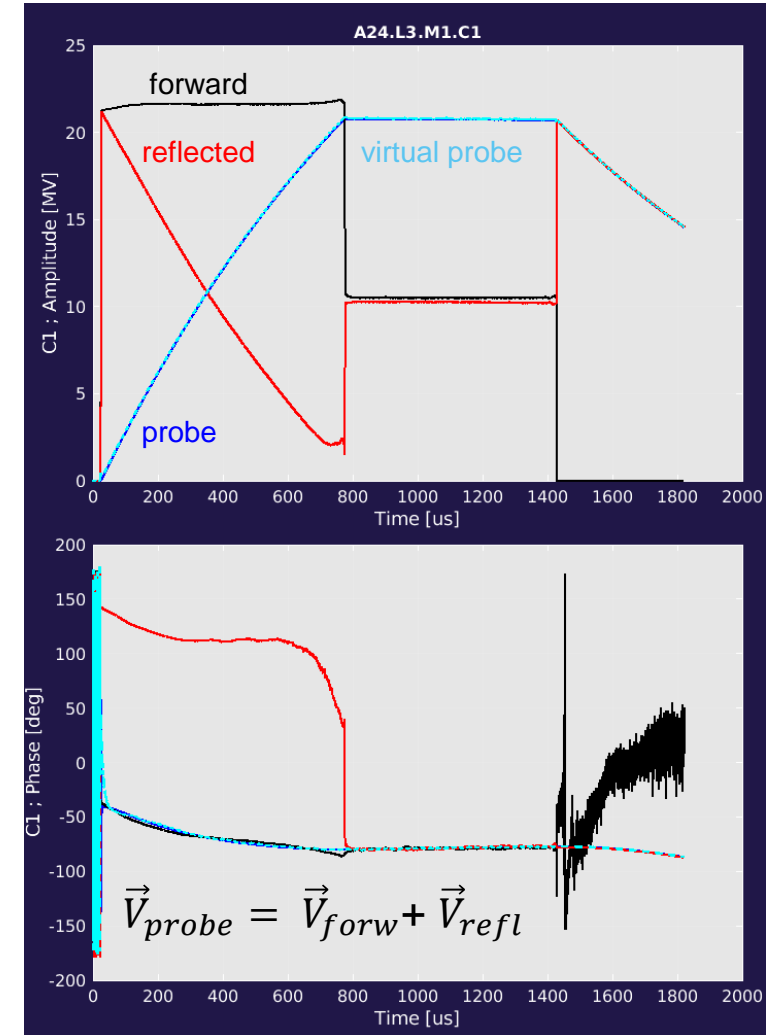 A24.L3.M1.C1
25
20
15
10
5
0
C1 ; Amplitude [MV]
forward
reflected
virtual probe
probe
0 200 400 600 800 1000 1200 1400 1600 1800 2000
Time [us]
200
150
100
50
0
-50
-100
-150
-200
C1 ; Phase [deg]
V⃗probe = V⃗forw + V⃗refl
0 200 400 600 800 1000 1200 1400 1600 1800 2000
Time [us]